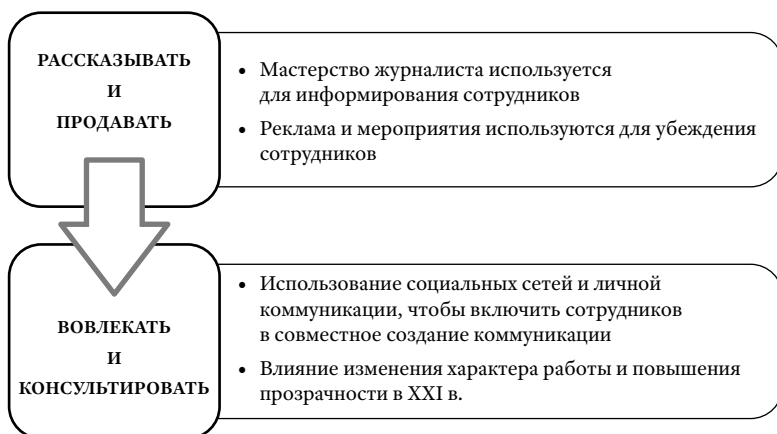 РАССКАЗЫВАТЬ
И
ПРОДАВАТЬ
• Мастерство журналиста используется
для информирования сотрудников
• Реклама и мероприятия используются для убеждения
сотрудников
ВОВЛЕКАТЬ
И
КОНСУЛЬТИРОВАТЬ
• Использование социальных сетей и личной
коммуникации, чтобы включить сотрудников
в совместное создание коммуникации
• Влияние изменения характера работы и повышения
прозрачности в XXI в.